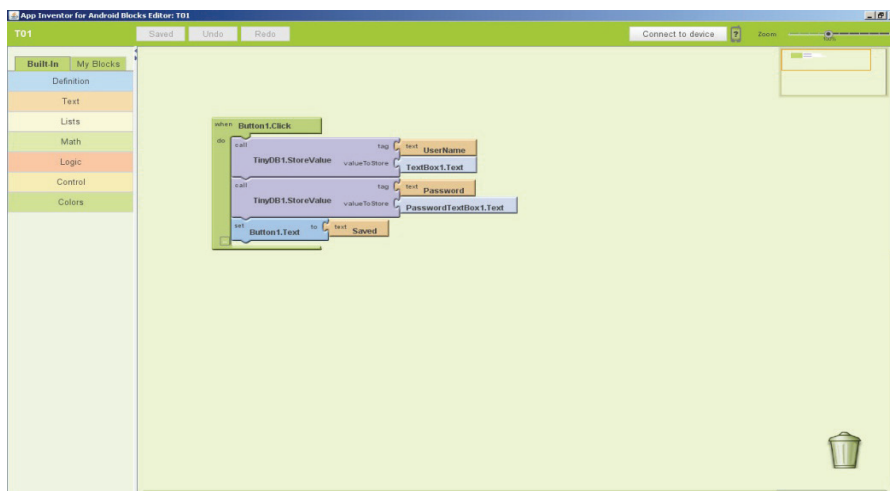 App Inventor for Android Blocks Editor: T01
T01 Saved Undo Redo Connect to device ? Zoom:
Built-In My Blocks
Definition
Text
Lists
Math
Logic
Control
Colors
when Button1.Click
do
call TinyDB1.StoreValue tag text UserName
valueToStore TextBox1.Text
call TinyDB1.StoreValue tag text Password
valueToStore PasswordTextBox1.Text
set Button1.Text to text Saved